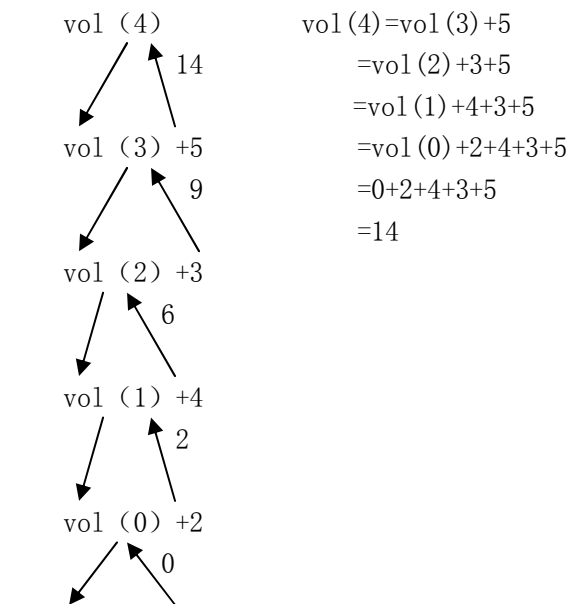 vol（4） vol(4)=vol(3)+5
14 =vol(2)+3+5
=vol(1)+4+3+5
vol（3）+5 =vol(0)+2+4+3+5
9 =0+2+4+3+5
=14
vol（2）+3
6
vol（1）+4
2
vol（0）+2
0